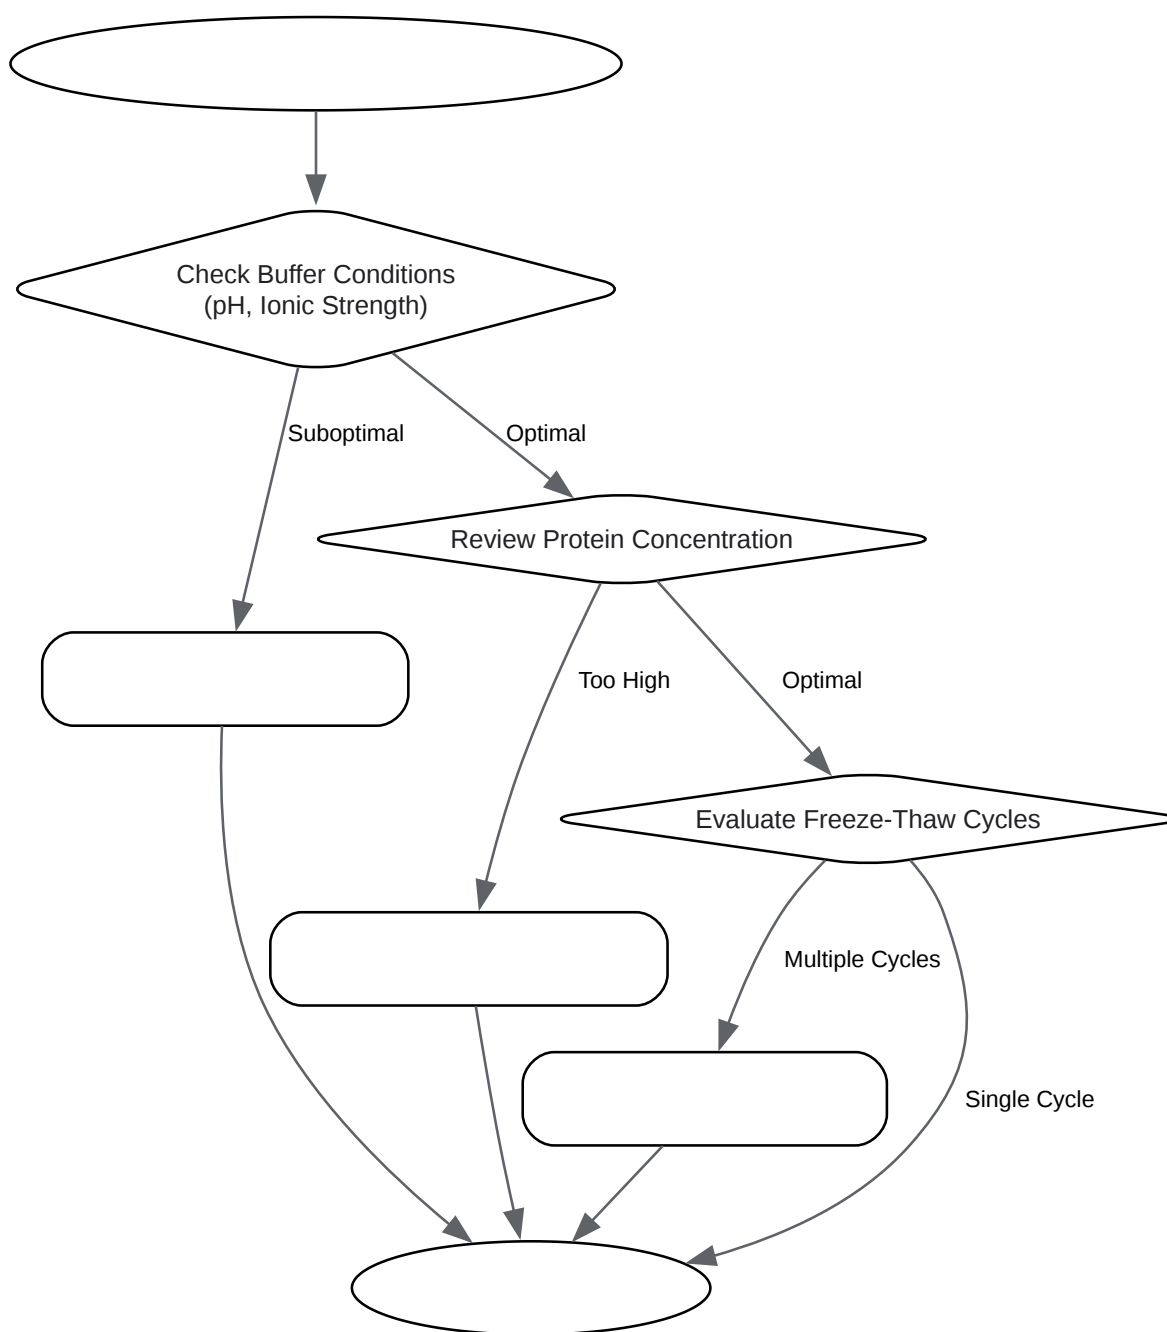 Check Buffer Conditions
(pH, Ionic Strength)
Suboptimal
Optimal
Review Protein Concentration
Too High
Optimal
Evaluate Freeze-Thaw Cycles
Multiple Cycles
Single Cycle